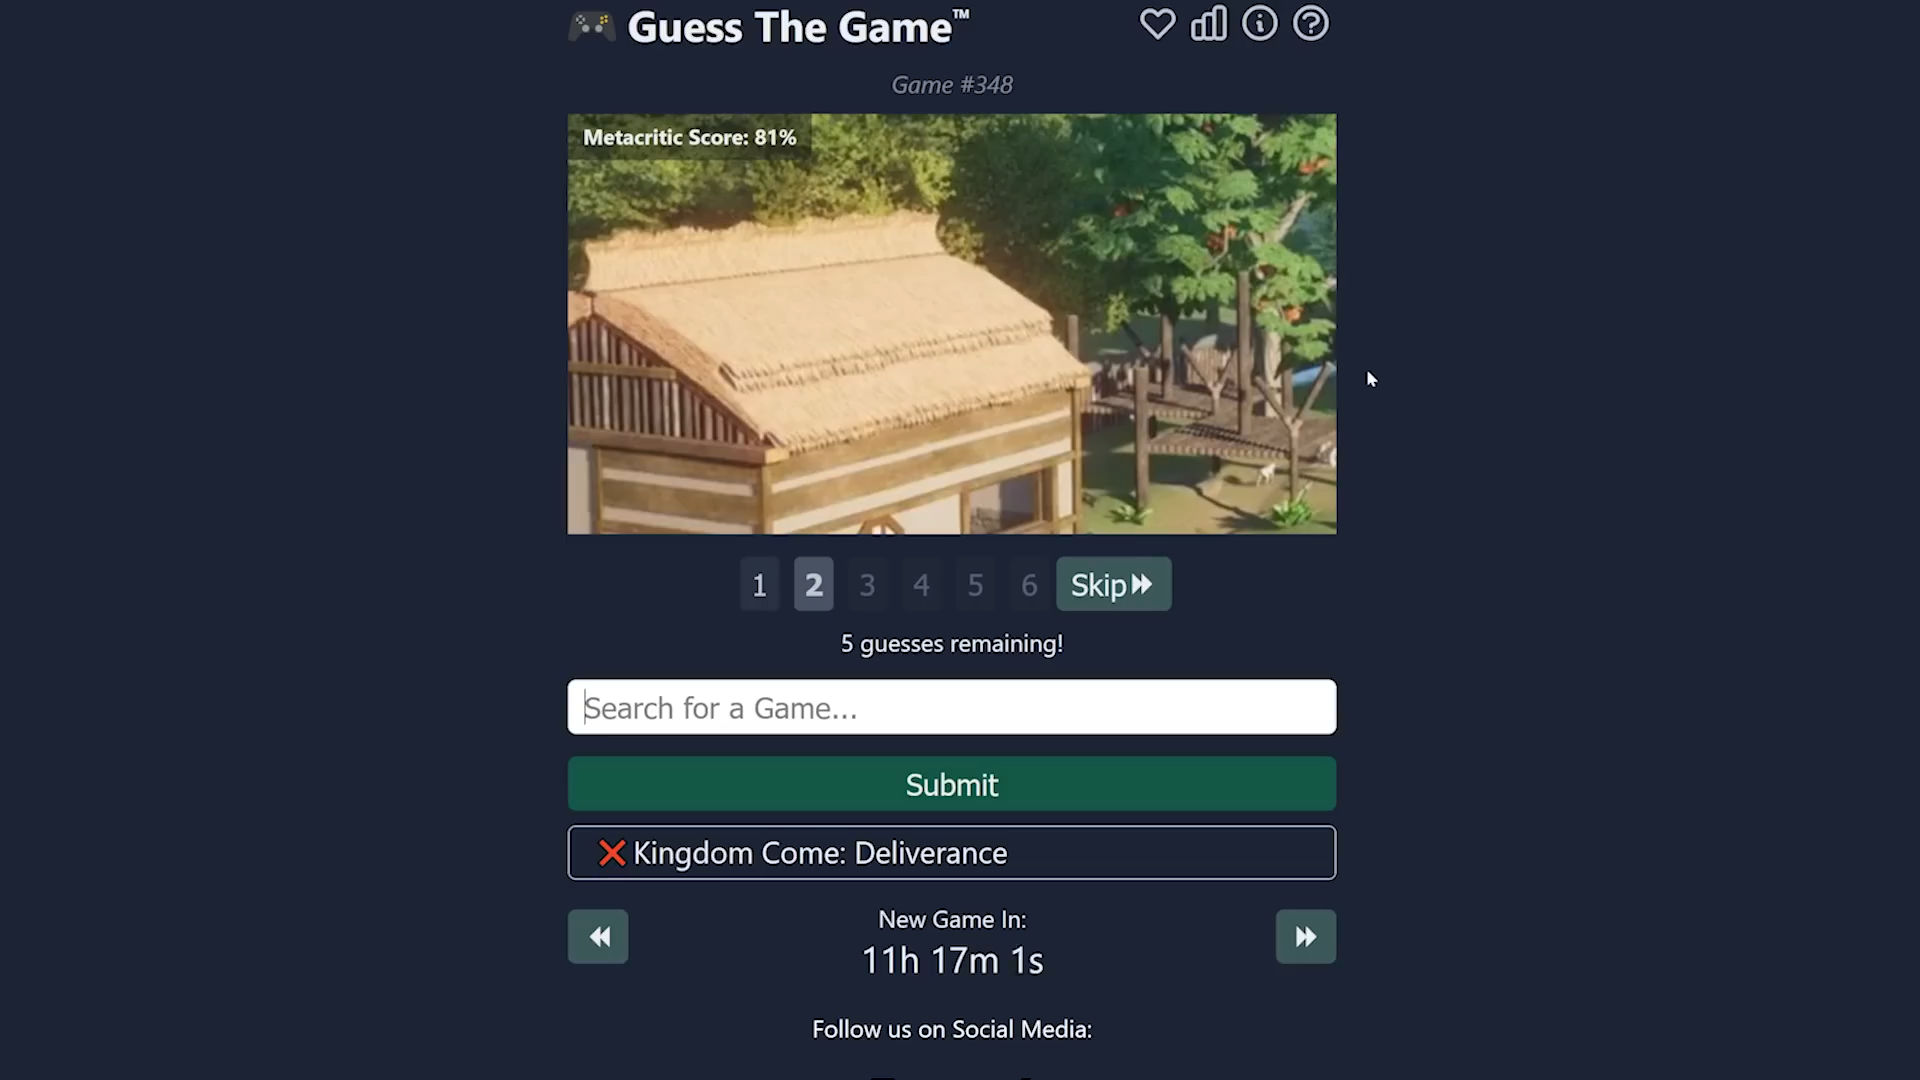 Guess The Game™
Game #348
Metacritic Score: 81%
1 2 3 4 5 6 Skip
5 guesses remaining!
Search for a Game...
Submit
Kingdom Come: Deliverance
New Game In:
11h 17m 1s
Follow us on Social Media: